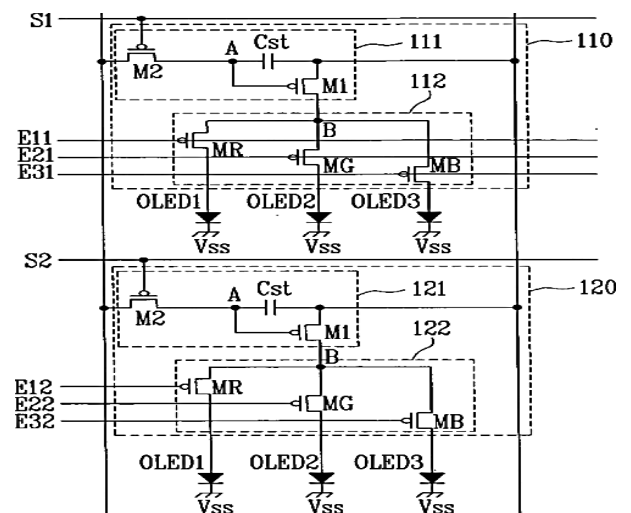 S1
A Cst 111 110
M2 M1
112
B
E11 MR
E21 MG
E31 MB
OLED1 OLED2 OLED3
Vss Vss Vss
S2
A Cst 121 120
M2 M1
122
B
E12 MR
E22 MG
E32 MB
OLED1 OLED2 OLED3
Vss Vss Vss